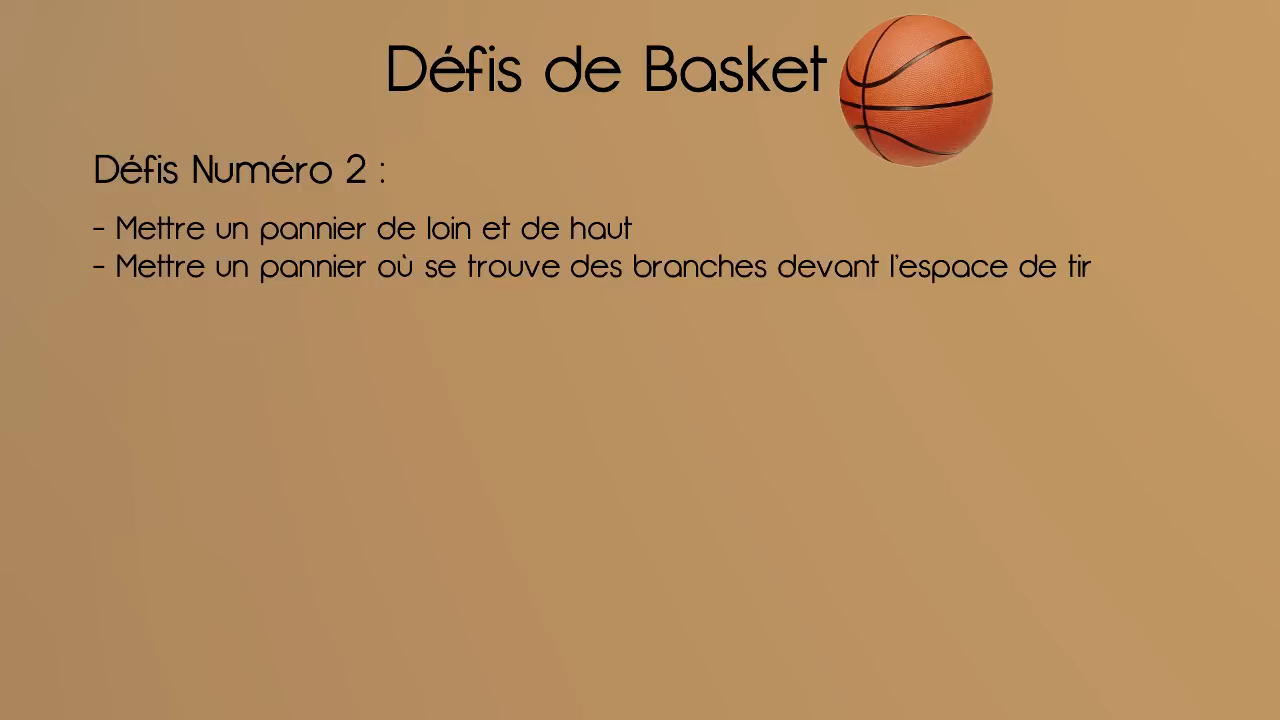 Défis de Basket
Défis Numéro 2 :
- Mettre un pannier de loin et de haut
- Mettre un pannier où se trouve des branches devant l'espace de tir